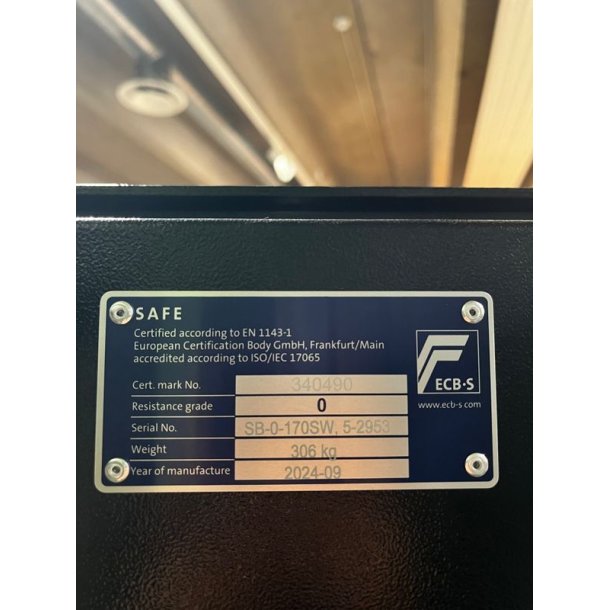 SAFE
Certified according to EN 1143-1
European Certification Body GmbH, Frankfurt/Main
accredited according to ISO/IEC 17065
Cert. mark No. 340490
Resistance grade 0
Serial No. SB-0-170SW, 5-2953
Weight 306 kg
Year of manufacture 2024-09
ECB·S
www.ecb-s.com